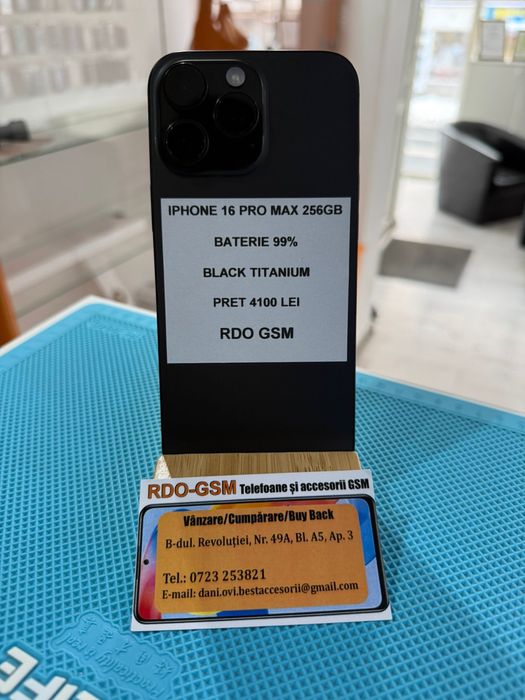 IPHONE 16 PRO MAX 256GB
BATERIE 99%
BLACK TITANIUM
PRET 4100 LEI
RDO GSM
RDO-GSM Telefoane și accesorii GSM
Vânzare/Cumpărare/Buy Back
B-dul. Revoluției, Nr. 49A, Bl. A5, Ap. 3
Tel.: 0723 253821
E-mail: dani.ovi.bestaccesorii@gmail.com